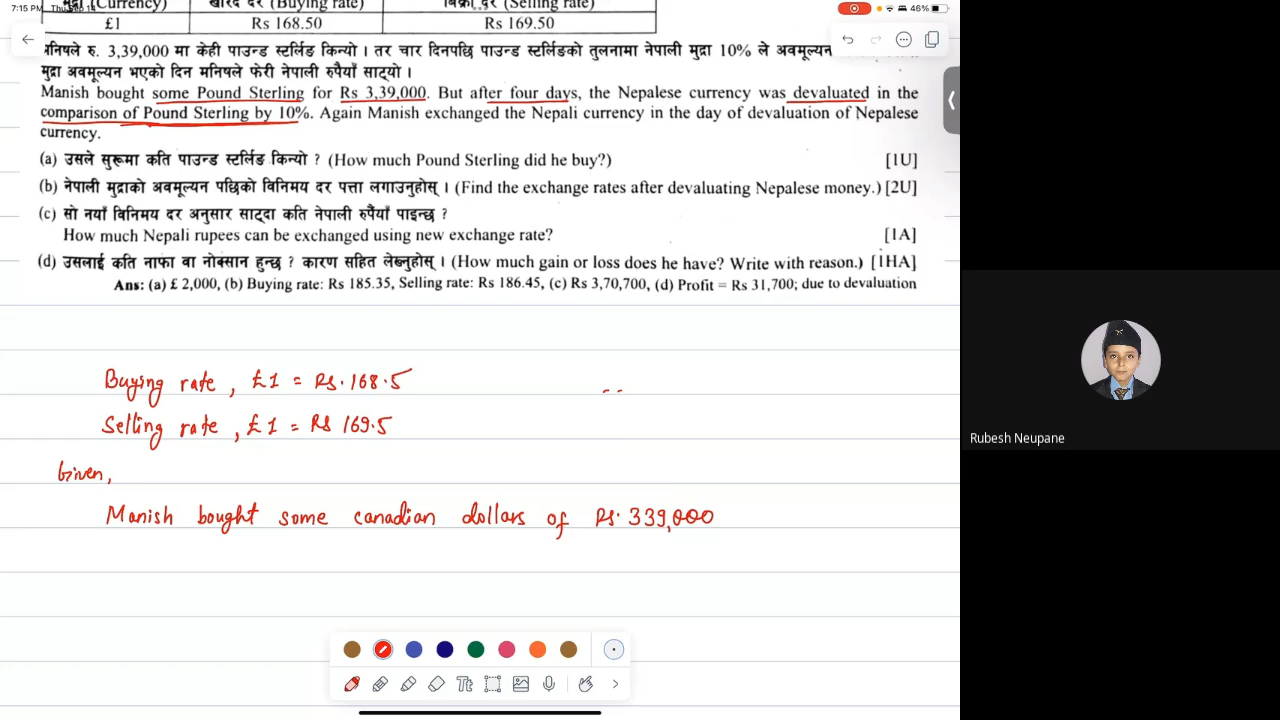 7:15 PM Thu Sep 14
46%
मुद्रा (Currency) खरिद दर (Buying rate) बिक्री दर (Selling rate)
£1 Rs 168.50 Rs 169.50
मनिषले रु. 3,39,000 मा केही पाउन्ड स्टर्लिङ किन्यो । तर चार दिनपछि पाउन्ड स्टर्लिङको तुलनामा नेपाली मुद्रा 10% ले अवमूल्यन
मुद्रा अवमूल्यन भएको दिन मनिषले फेरी नेपाली रुपैयाँ साट्यो ।
Manish bought some Pound Sterling for Rs 3,39,000. But after four days, the Nepalese currency was devaluated in the
comparison of Pound Sterling by 10%. Again Manish exchanged the Nepali currency in the day of devaluation of Nepalese
currency.
(a) उसले सुरूमा कति पाउन्ड स्टर्लिङ किन्यो ? (How much Pound Sterling did he buy?) [1U]
(b) नेपाली मुद्राको अवमूल्यन पछिको विनिमय दर पत्ता लगाउनुहोस् । (Find the exchange rates after devaluating Nepalese money.) [2U]
(c) सो नयाँ विनिमय दर अनुसार साट्दा कति नेपाली रुपैँयाँ पाइन्छ ?
How much Nepali rupees can be exchanged using new exchange rate? [1A]
(d) उसलाई कति नाफा वा नोक्सान हुन्छ ? कारण सहित लेख्नुहोस् । (How much gain or loss does he have? Write with reason.) [1HA]
Ans: (a) £ 2,000, (b) Buying rate: Rs 185.35, Selling rate: Rs 186.45, (c) Rs 3,70,700, (d) Profit = Rs 31,700; due to devaluation
Buying rate, £1 = Rs. 168.5
Selling rate, £1 = Rs 169.5
Given,
Manish bought some canadian dollars of Rs. 339,000
Tt
Rubesh Neupane